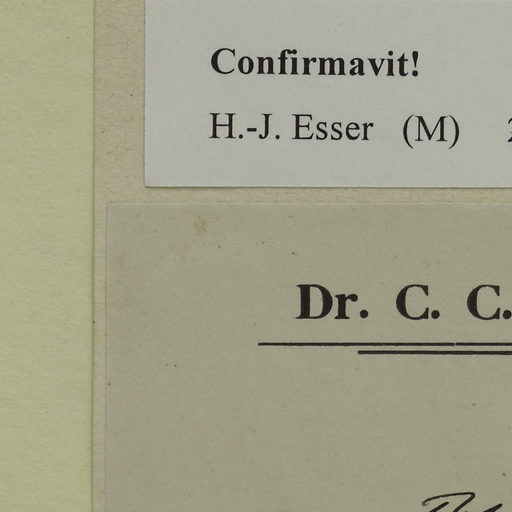 Confirmavit!
H.-J. Esser (M)
Dr. C. C.